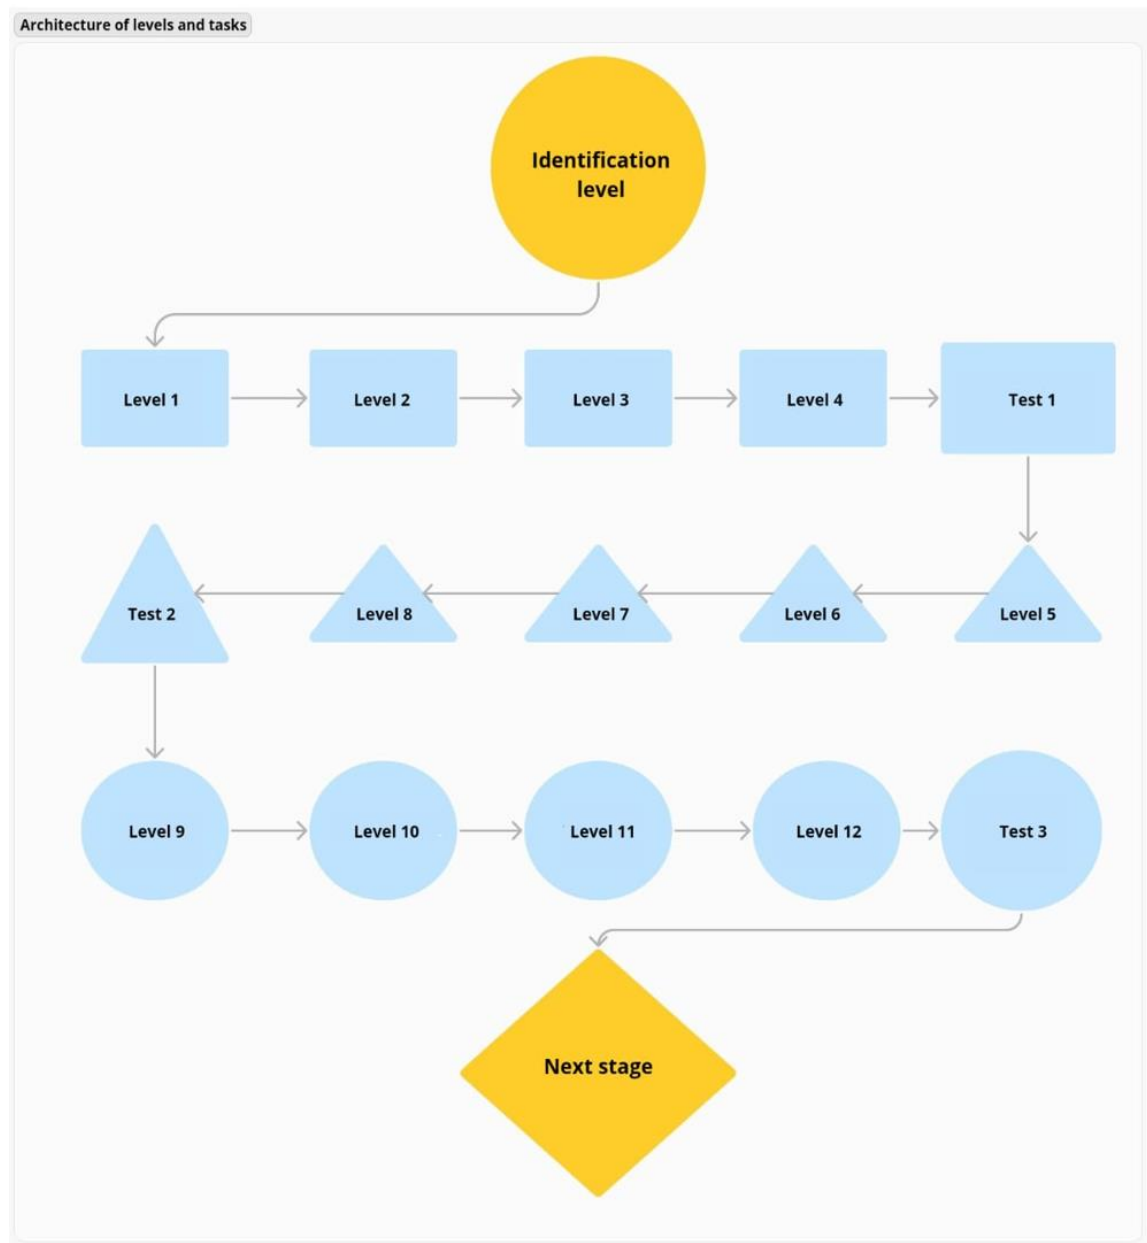 Architecture of levels and tasks
Identification
level
Level 1
Level 2
Level 3
Level 4
Test 1
Test 2
Level 8
Level 7
Level 6
Level 5
Level 9
Level 10
Level 11
Level 12
Test 3
Next stage